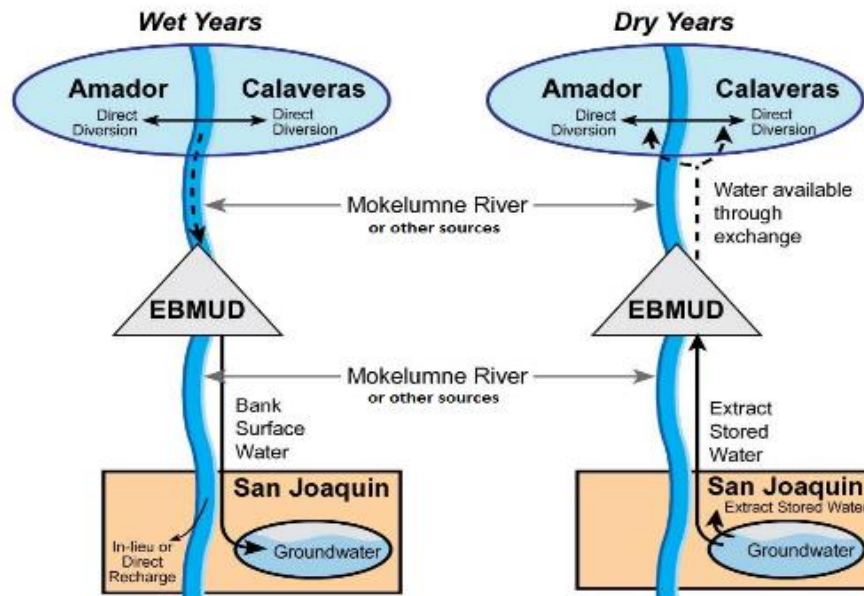 Wet Years
Amador
Calaveras
Direct
Diversion
Direct
Diversion
EBMUD
Bank
Surface
Water
San Joaquin
In-lieu or
Direct
Recharge
Groundwater
Mokelumne River
or other sources
Mokelumne River
or other sources
Dry Years
Amador
Calaveras
Direct
Diversion
Direct
Diversion
Water available
through
exchange
EBMUD
Extract
Stored
Water
San Joaquin
Extract Stored Water
Groundwater